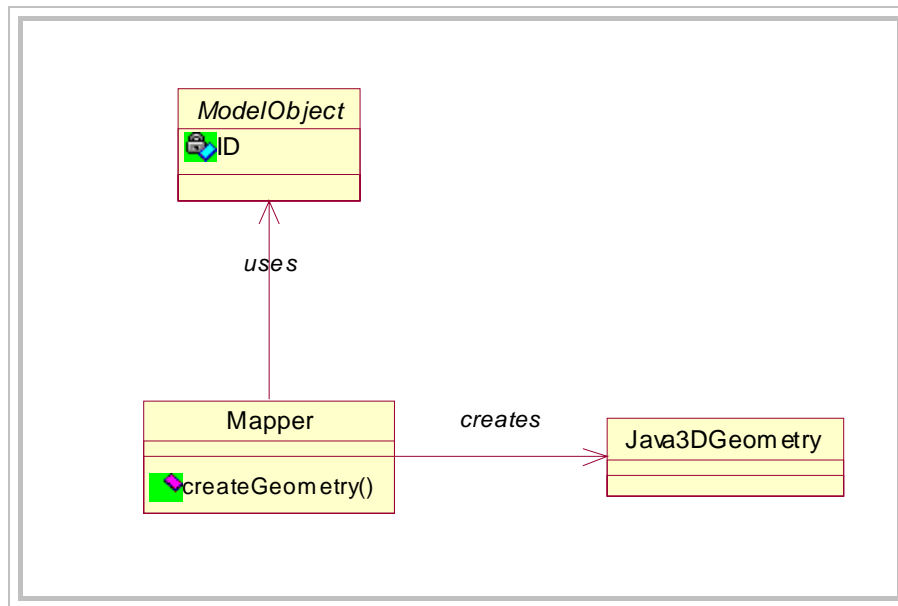 ModelObject
ID
uses
Mapper
createGeometry()
creates
Java3DGeometry